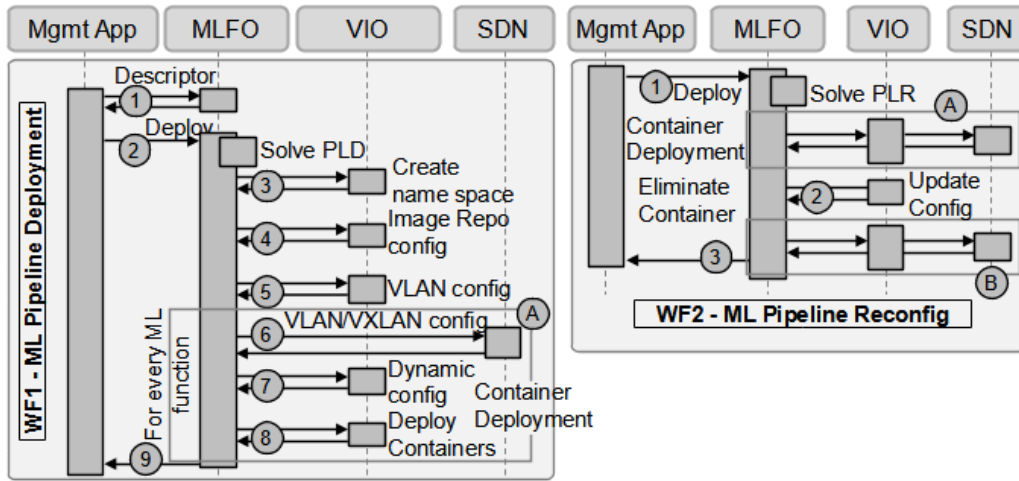 Mgmt App MLFO VIO SDN
WF1 - ML Pipeline Deployment
Descriptor
1
Deploy
2
Solve PLD
3
Create
name space
4
Image Repo
config
5
VLAN config
A
6
VLAN/VXLAN config
For every ML
function
7
Dynamic
config
Container
Deployment
8
Deploy
Containers
9
Mgmt App MLFO VIO SDN
1
Deploy
Solve PLR
A
Container
Deployment
Eliminate
Container
2
Update
Config
3
B
WF2 - ML Pipeline Reconfig